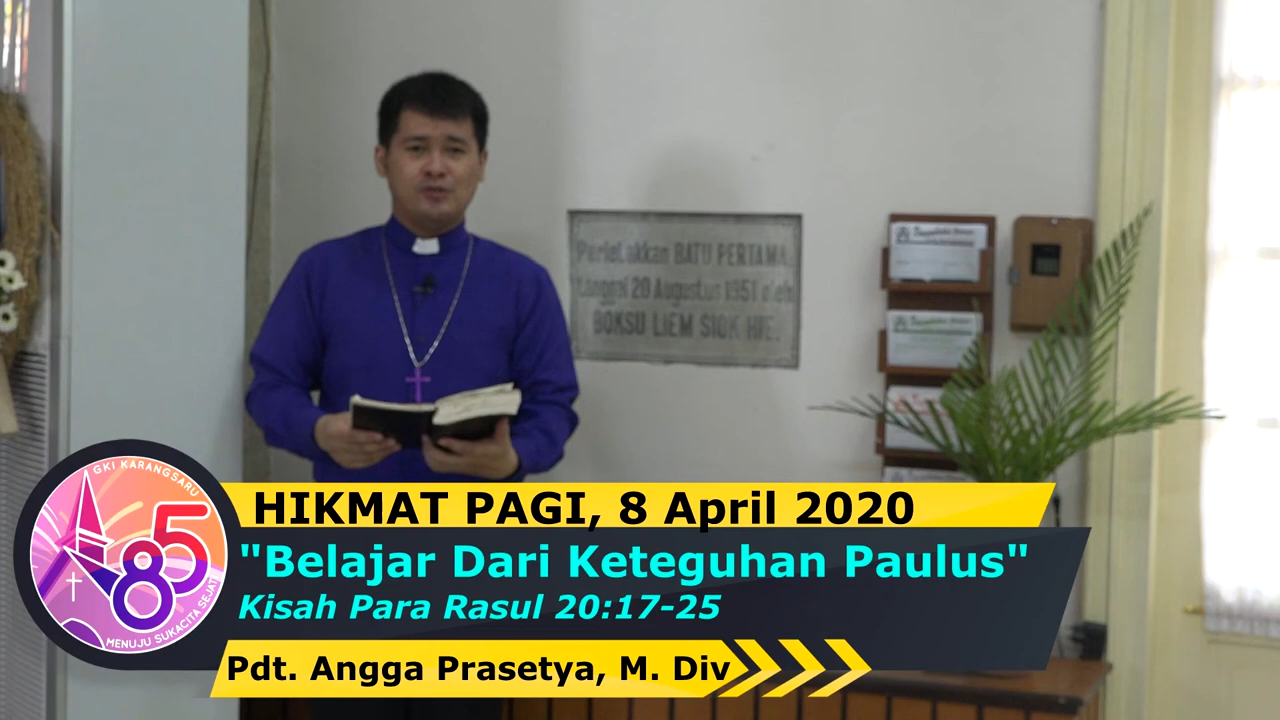 Perletakkan BATU PERTAMA
tanggal 20 Augustus 1951 oleh
BOKSU LIEM SIOK HIE.
GKI KARANGSARU
85
MENUJU SUKACITA SEJATI
HIKMAT PAGI, 8 April 2020
"Belajar Dari Keteguhan Paulus"
Kisah Para Rasul 20:17-25
Pdt. Angga Prasetya, M. Div